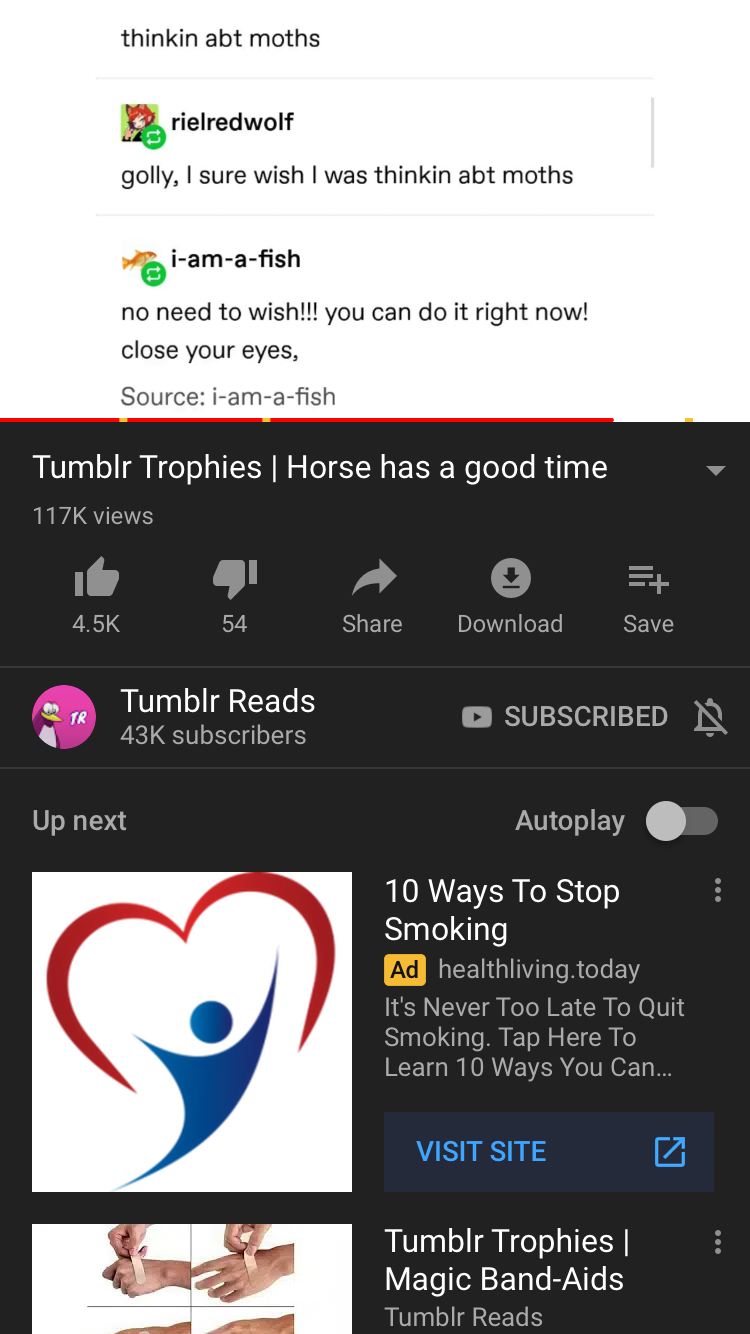 thinkin abt moths
rielredwolf
golly, I sure wish I was thinkin abt moths
i-am-a-fish
no need to wish!!! you can do it right now!
close your eyes,
Source: i-am-a-fish
Tumblr Trophies | Horse has a good time
117K views
4.5K 54 Share Download Save
TR
Tumblr Reads
43K subscribers
SUBSCRIBED
Up next Autoplay
10 Ways To Stop
Smoking
Ad healthliving.today
It's Never Too Late To Quit
Smoking. Tap Here To
Learn 10 Ways You Can...
VISIT SITE
Tumblr Trophies |
Magic Band-Aids
Tumblr Reads